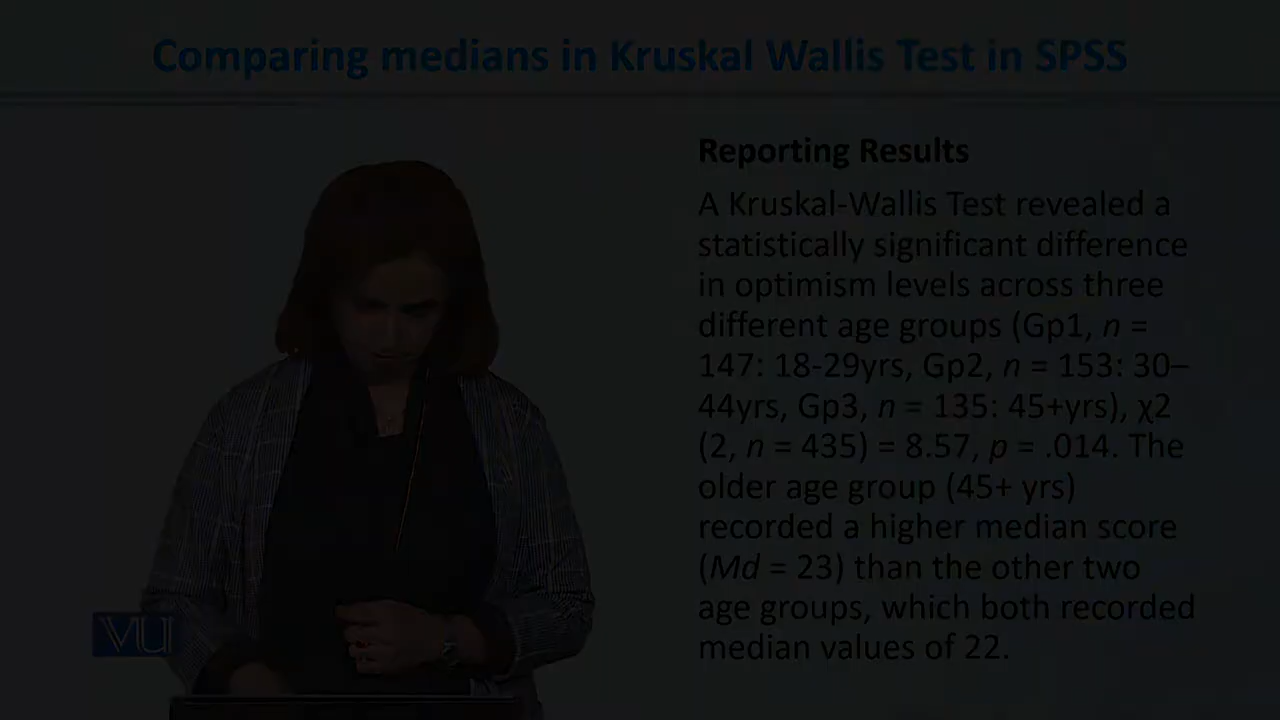 Comparing medians in Kruskal Wallis Test in SPSS
Reporting Results
A Kruskal-Wallis Test revealed a
statistically significant difference
in optimism levels across three
different age groups (Gp1, n =
147: 18-29yrs, Gp2, n = 153: 30–
44yrs, Gp3, n = 135: 45+yrs), χ2
(2, n = 435) = 8.57, p = .014. The
older age group (45+ yrs)
recorded a higher median score
(Md = 23) than the other two
age groups, which both recorded
median values of 22.
VU